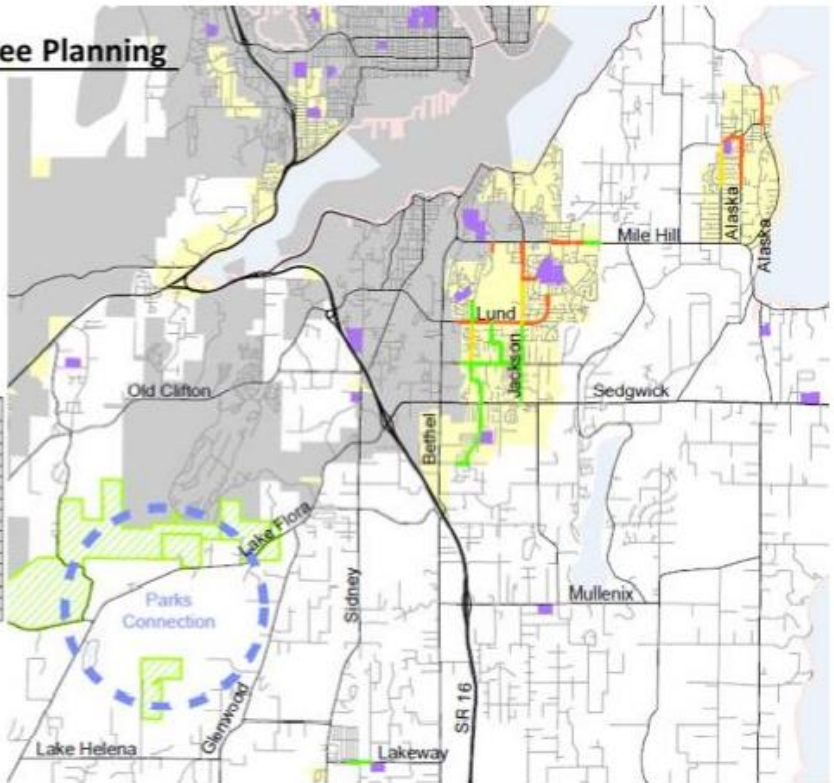 ee Planning
Mile Hill
Alaska
Alaska
Lund
Jackson
Old Clifton
Sedgwick
Bethel
Lake Flora
Parks
Connection
Sidney
Mullenix
SR 16
Glenwood
Lake Helena
Lakeway